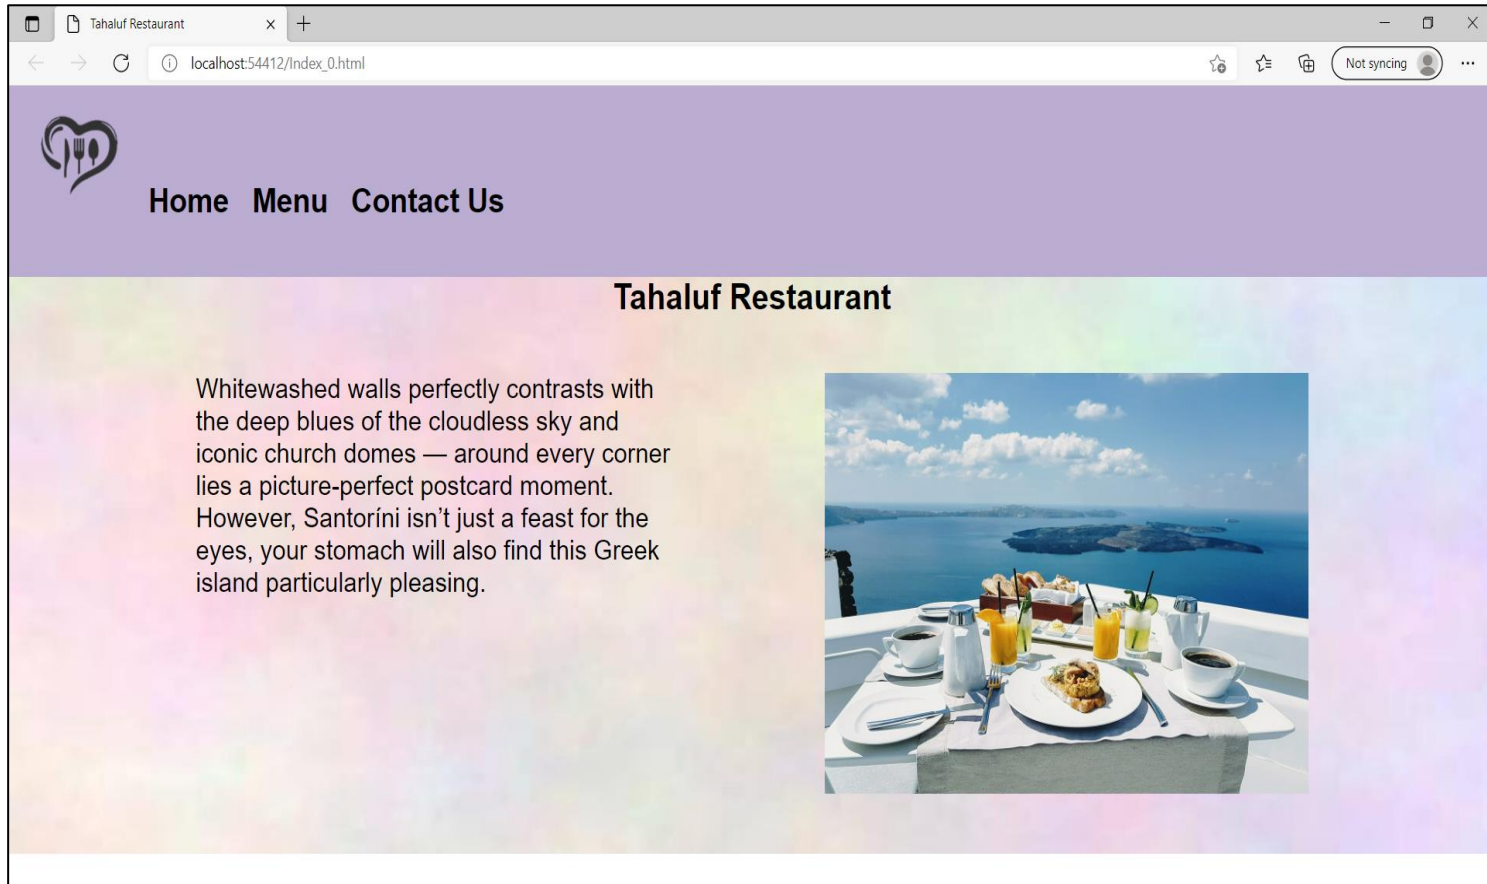 Tahaluf Restaurant
localhost:54412/Index_0.html
Not syncing
Home Menu Contact Us
Tahaluf Restaurant
Whitewashed walls perfectly contrasts with
the deep blues of the cloudless sky and
iconic church domes — around every corner
lies a picture-perfect postcard moment.
However, Santoríni isn’t just a feast for the
eyes, your stomach will also find this Greek
island particularly pleasing.